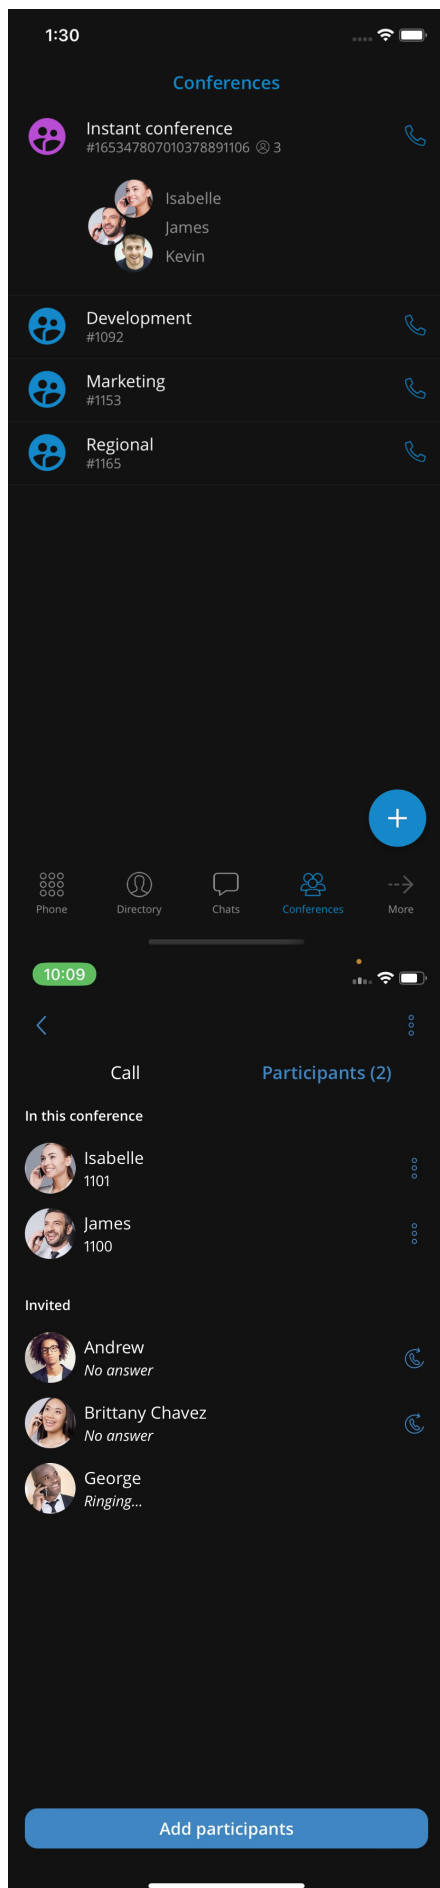 1:30
Conferences
Instant conference
#165347807010378891106 3
Isabelle
James
Kevin
Development
#1092
Marketing
#1153
Regional
#1165
+
Phone Directory Chats Conferences More
10:09
Call Participants (2)
In this conference
Isabelle
1101
James
1100
Invited
Andrew
No answer
Brittany Chavez
No answer
George
Ringing...
Add participants